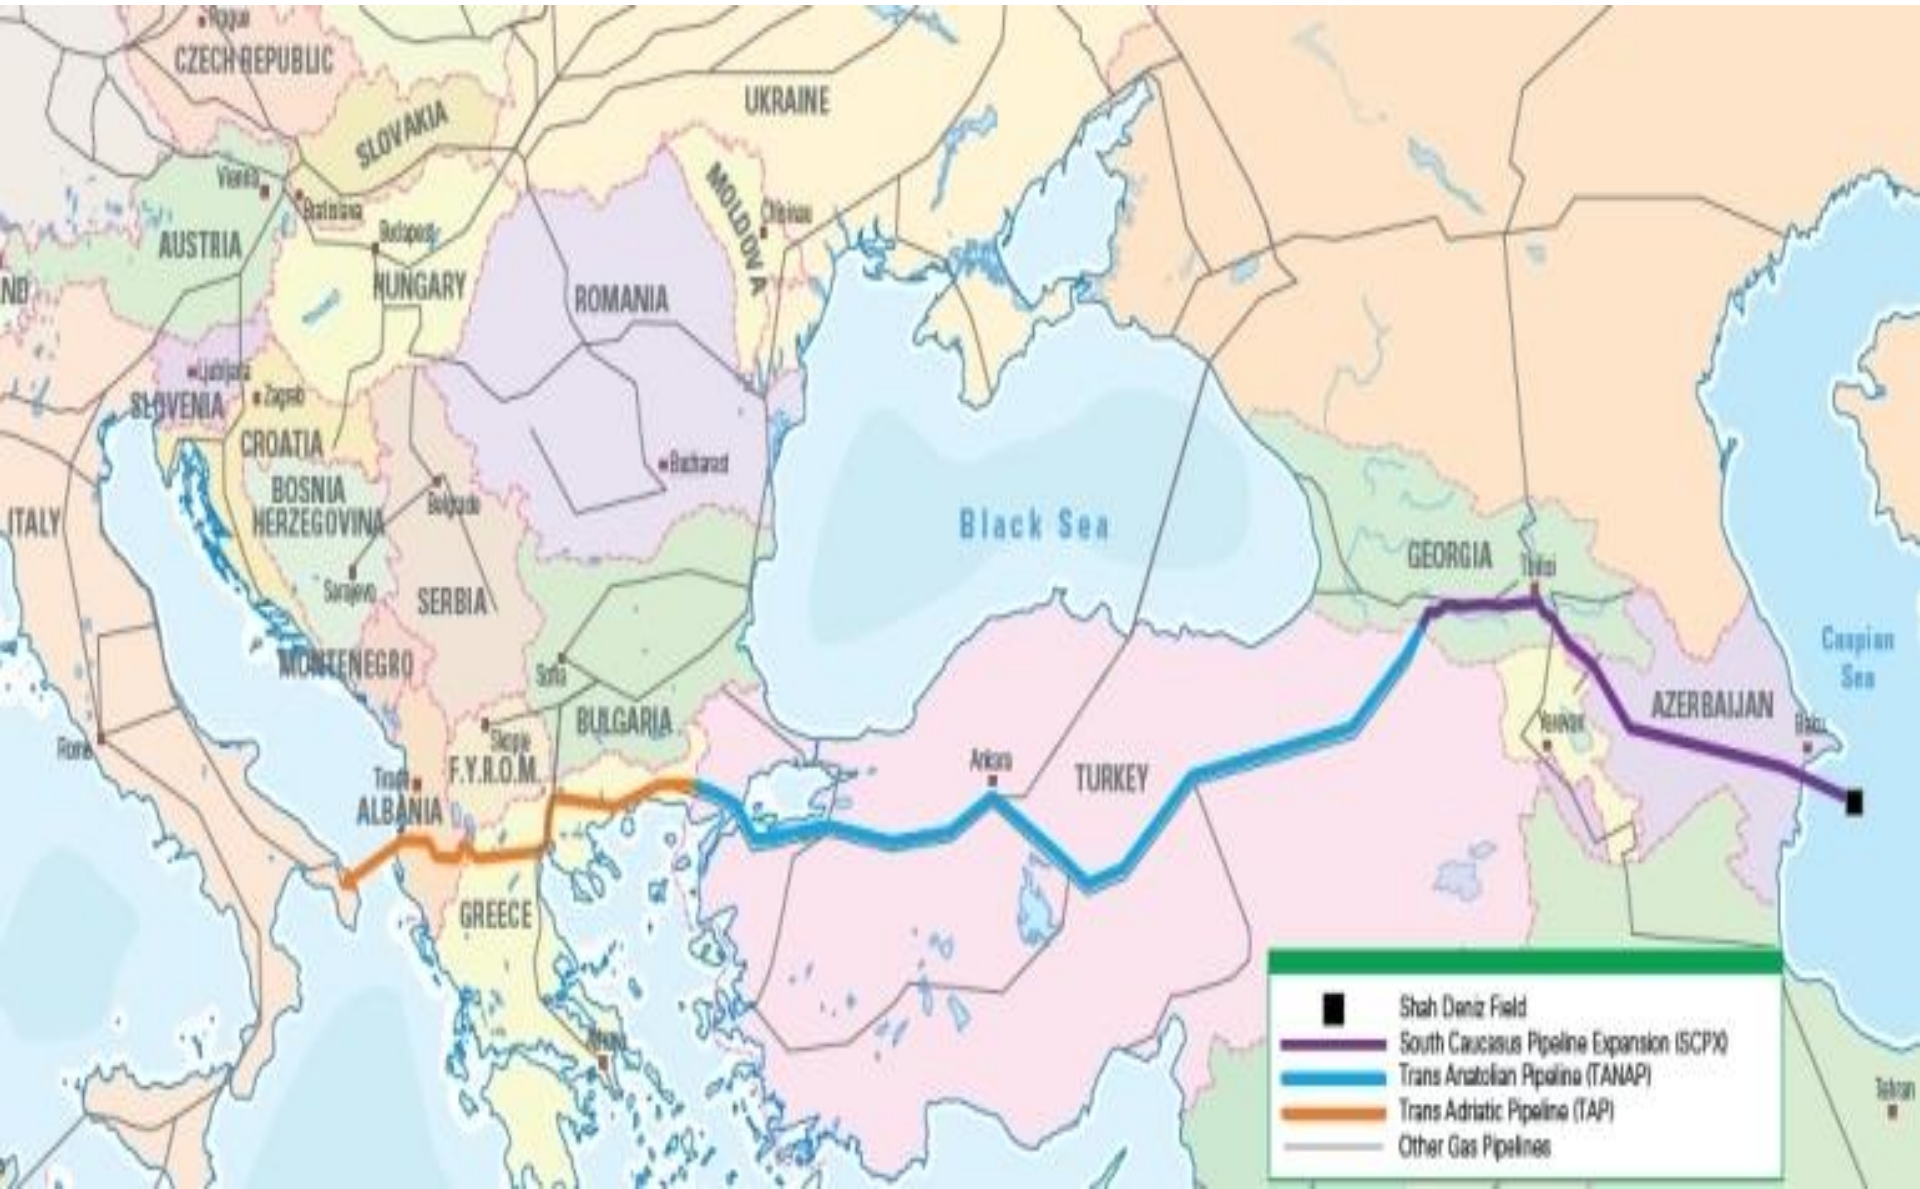 Prague
CZECH REPUBLIC
SLOVAKIA
UKRAINE
Vienna
Bratislava
MOLDOVA
Chisinau
AUSTRIA
Budapest
HUNGARY
ND
ROMANIA
Ljubljana
SLOVENIA
Zagreb
CROATIA
Bucharest
BOSNIA
HERZEGOVINA
Belgrade
ITALY
Black Sea
GEORGIA
Tbilisi
Sarajevo
SERBIA
MONTENEGRO
Sofia
Caspian
Sea
BULGARIA
AZERBAIJAN
Baku
Yerevan
Rome
Skopje
F.Y.R.O.M.
Tirana
ALBANIA
Ankara
TURKEY
GREECE
Athens
Tehran
Shah Deniz Field
South Caucasus Pipeline Expansion (SCPX)
Trans Anatolian Pipeline (TANAP)
Trans Adriatic Pipeline (TAP)
Other Gas Pipelines